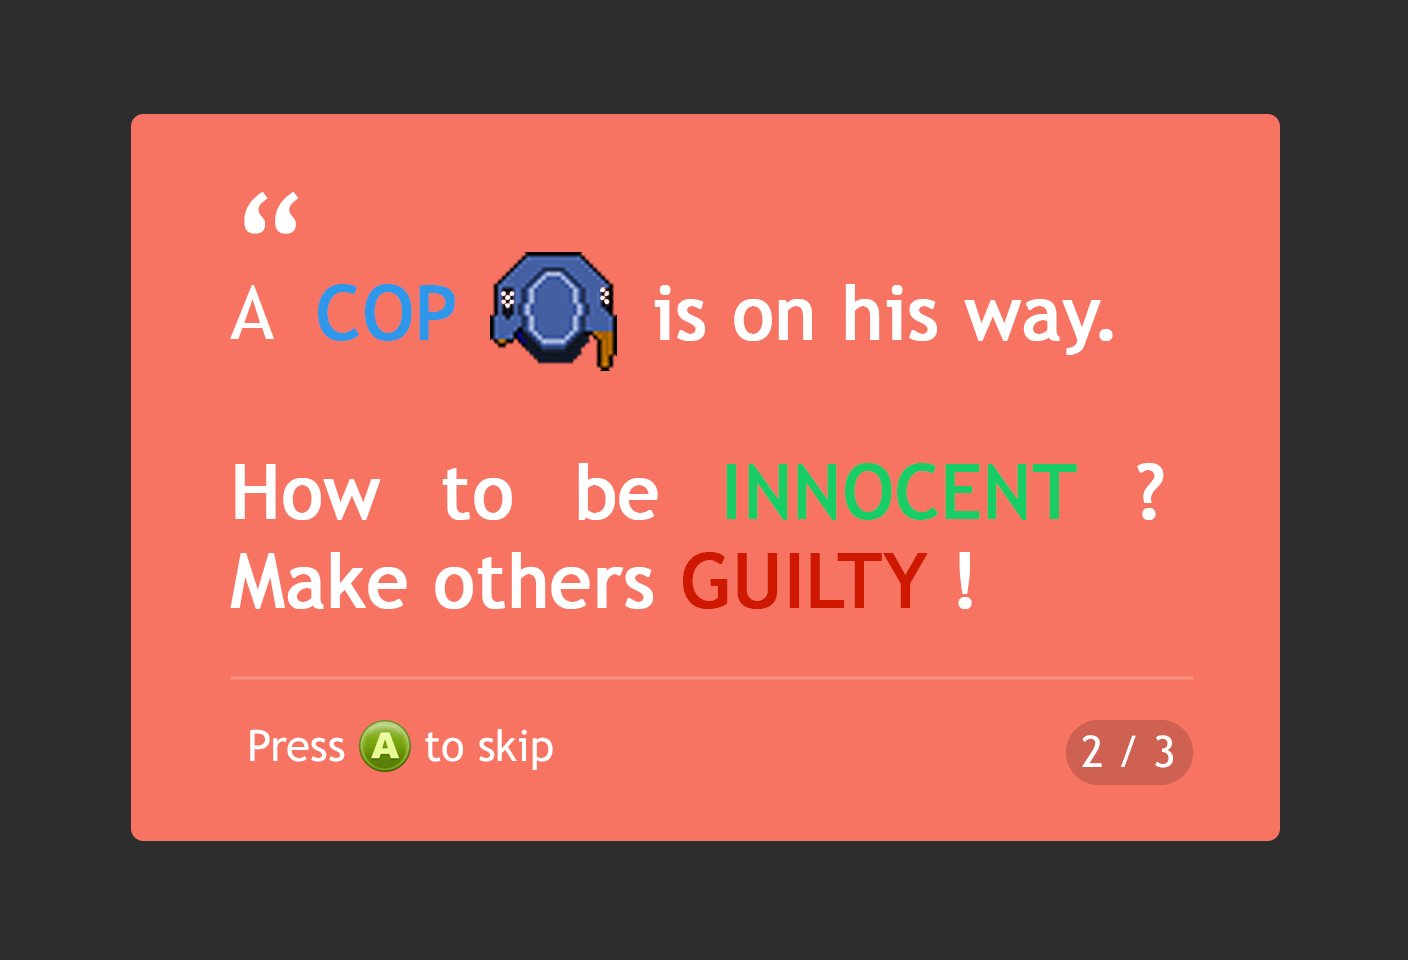 “
A COP is on his way.
How to be INNOCENT ?
Make others GUILTY !
Press A to skip
2 / 3